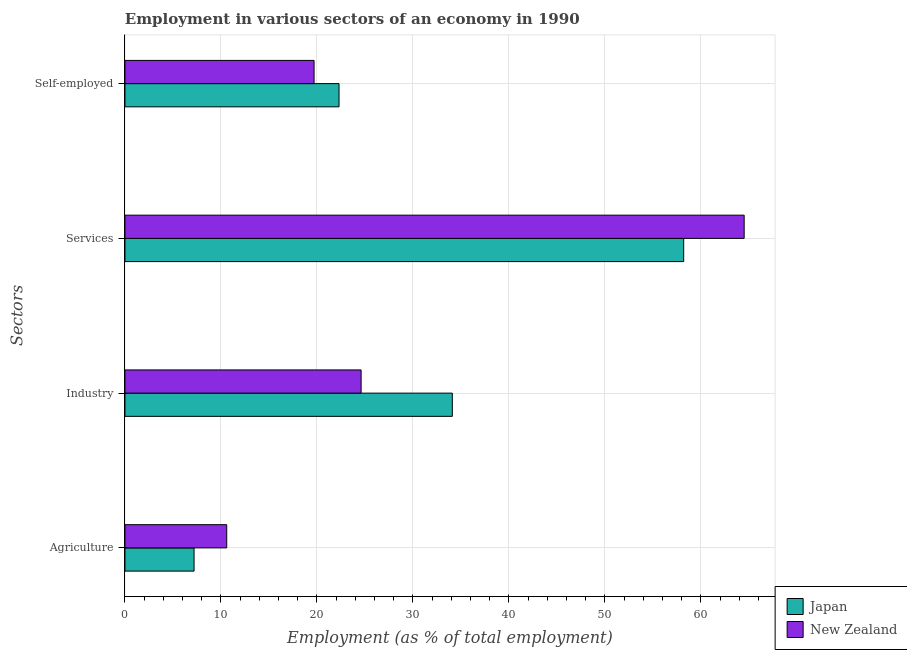 Employment in various sectors of an economy in 1990
Self-employed
Services
Sectors
Industry
Agriculture
0
10
20
30
40
50
60
Employment (as % of total employment)
Japan
New Zealand